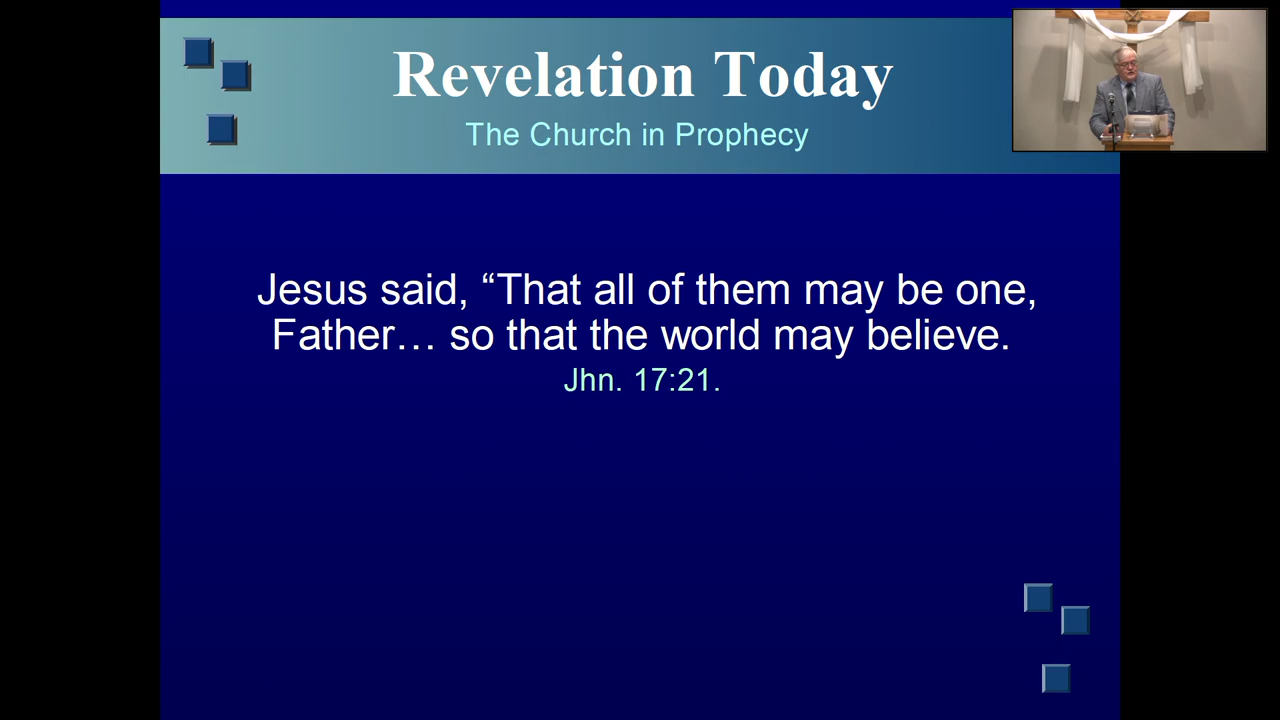 Revelation Today
The Church in Prophecy
Jesus said, “That all of them may be one,
Father… so that the world may believe.
Jhn. 17:21.